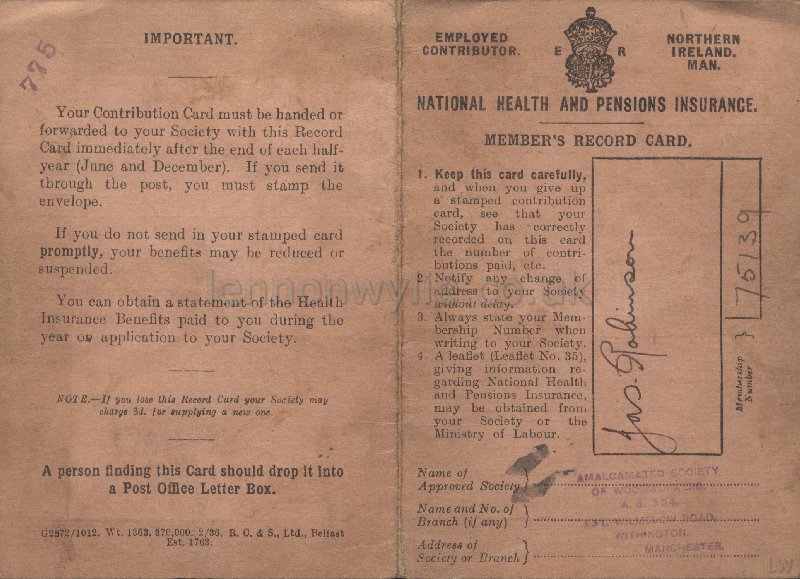 775
IMPORTANT.
Your Contribution Card must be handed or
forwarded to your Society with this Record
Card immediately after the end of each half-
year (June and December). If you send it
through the post, you must stamp the
envelope.
If you do not send in your stamped card
promptly, your benefits may be reduced or
suspended.
You can obtain a statement of the Health
Insurance Benefits paid to you during the
year on application to your Society.
NOTE.—If you lose this Record Card your Society may
charge 3d. for supplying a new one.
A person finding this Card should drop it into
a Post Office Letter Box.
G2872/1012. Wt. 1363. 370,000. 2/36. R. C. & S., Ltd., Belfast
Est. 1763.
EMPLOYED
CONTRIBUTOR.
E R
NORTHERN
IRELAND.
MAN.
NATIONAL HEALTH AND PENSIONS INSURANCE.
MEMBER'S RECORD CARD.
1. Keep this card carefully,
and when you give up
a stamped contribution
card, see that your
Society has correctly
recorded on this card
the number of contri-
butions paid, etc.
2. Notify any change of
address to your Society
without delay.
3. Always state your Mem-
bership Number when
writing to your Society.
4. A leaflet (Leaflet No. 35),
giving information re-
garding National Health
and Pensions Insurance,
may be obtained from
your Society or the
Ministry of Labour.
Jas. Robinson
Membership
Number } 75139
Name of
Approved Society}
Name and No. of
Branch (if any)}
Address of
Society or Branch}
AMALGAMATED SOCIETY
OF WOODWORKERS,
WILMSLOW ROAD,
WITHINGTON,
MANCHESTER.
lennonwylie.co.uk
LW